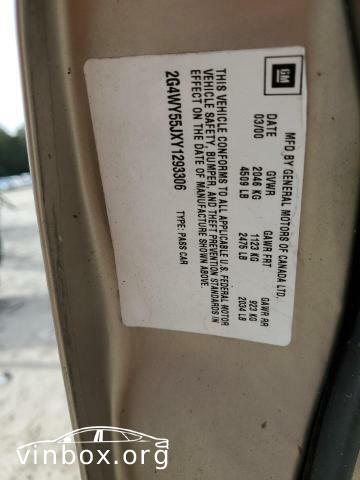 GM
MFD BY GENERAL MOTORS OF CANADA LTD.
DATE GVWR GAWR FRT GAWR RR
03/00 2046 KG 1123 KG 923 KG
4509 LB 2476 LB 2034 LB
THIS VEHICLE CONFORMS TO ALL APPLICABLE U.S. FEDERAL MOTOR
VEHICLE SAFETY, BUMPER, AND THEFT PREVENTION STANDARDS IN
EFFECT ON THE DATE OF MANUFACTURE SHOWN ABOVE.
2G4WY55JXY1293306 TYPE: PASS CAR
vinbox.org